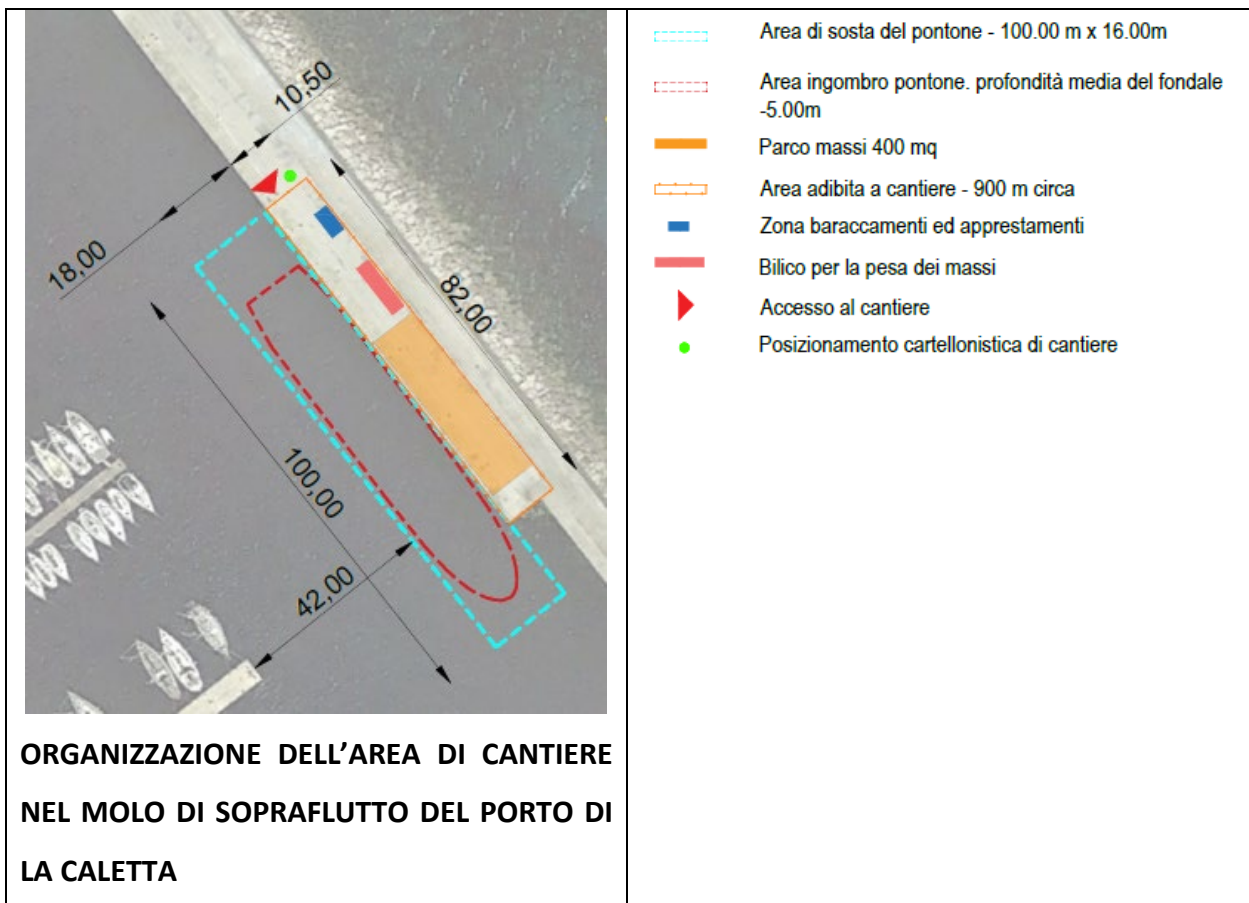 10,50
18,00
82,00
100,00
42,00
ORGANIZZAZIONE DELL'AREA DI CANTIERE
NEL MOLO DI SOPRAFLUTTO DEL PORTO DI
LA CALETTA
Area di sosta del pontone - 100.00 m x 16.00m
Area ingombro pontone. profondità media del fondale
-5.00m
Parco massi 400 mq
Area adibita a cantiere - 900 m circa
Zona baraccamenti ed apprestamenti
Bilico per la pesa dei massi
Accesso al cantiere
Posizionamento cartellonistica di cantiere